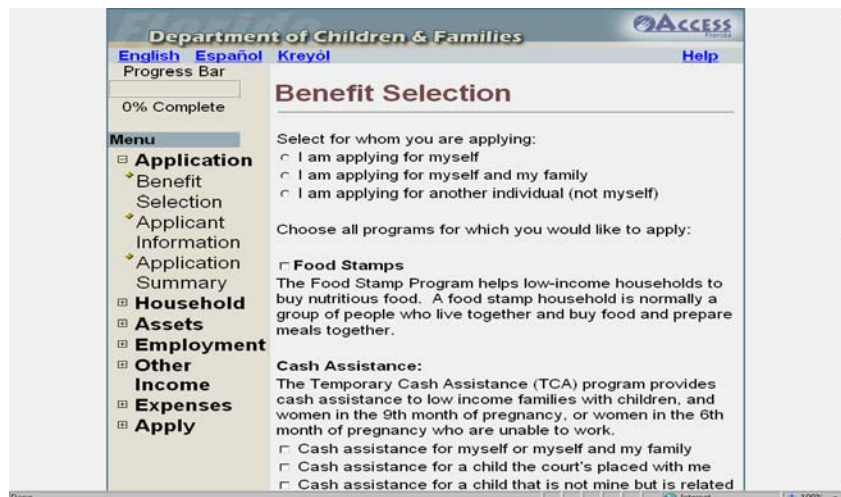 Florida
Department of Children & Families
ACCESS
Florida
English Español Kreyól
Help
Progress Bar
0% Complete
Menu
Application
Benefit
Selection
Applicant
Information
Application
Summary
Household
Assets
Employment
Other
Income
Expenses
Apply
Benefit Selection
Select for whom you are applying:
I am applying for myself
I am applying for myself and my family
I am applying for another individual (not myself)
Choose all programs for which you would like to apply:
Food Stamps
The Food Stamp Program helps low-income households to
buy nutritious food. A food stamp household is normally a
group of people who live together and buy food and prepare
meals together.
Cash Assistance:
The Temporary Cash Assistance (TCA) program provides
cash assistance to low income families with children, and
women in the 9th month of pregnancy, or women in the 6th
month of pregnancy who are unable to work.
Cash assistance for myself or myself and my family
Cash assistance for a child the court's placed with me
Cash assistance for a child that is not mine but is related
Internet
100%